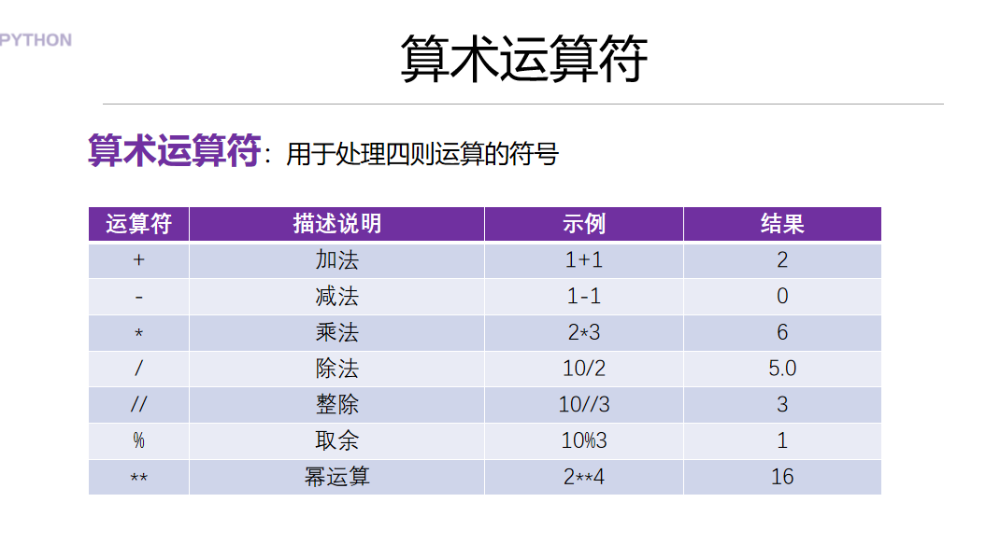 PYTHON
算术运算符
算术运算符：用于处理四则运算的符号
运算符 描述说明 示例 结果
+ 加法 1+1 2
- 减法 1-1 0
* 乘法 2*3 6
/ 除法 10/2 5.0
// 整除 10//3 3
% 取余 10%3 1
** 幂运算 2**4 16